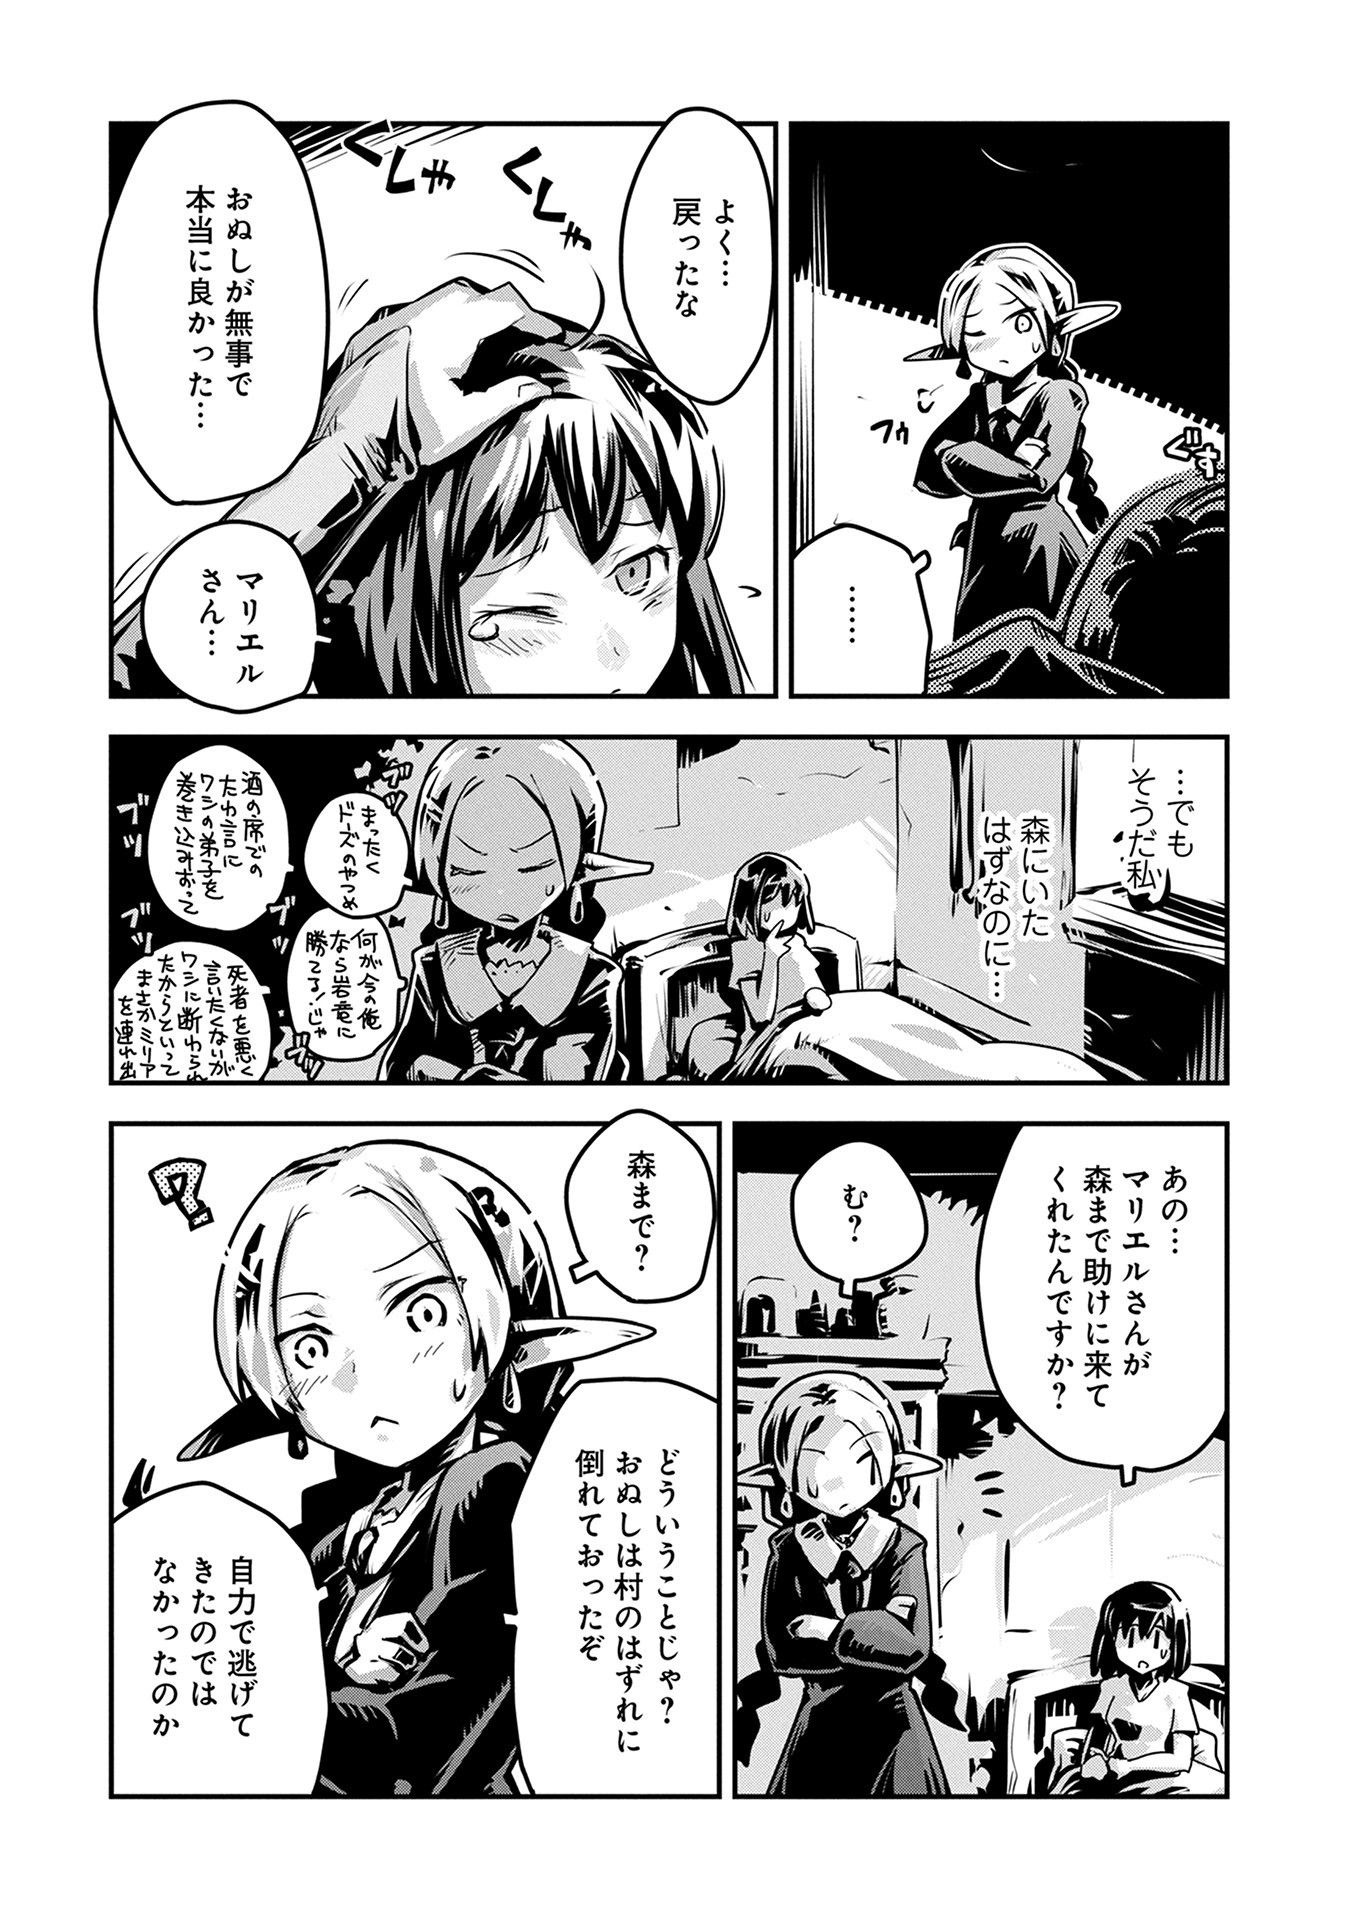 フゥ
ぐすっ
……
よく…
戻ったな
くしゃ
くしゃ
おぬしが無事で
本当に良かった…
マリエル
さん…
…でも
そうだ私
森にいた
はずなのに…
まったく
ドーズのやつめ
何が今の俺
なら岩竜に
勝てる!じゃ
ブツ
ブツ
酒の席での
たわ言に
ワシの弟子を
巻き込みおって
ブツ
ブツ
死者を悪く
言いたくないが
ワシに断わられ
たからといって
まさかミリア
を連れ出
あの…
マリエルさんが
森まで助けに来て
くれたんですか?
む?
森まで?
?
どういうことじゃ?
おぬしは村のはずれに
倒れておったぞ
自力で逃げて
きたのでは
なかったのか